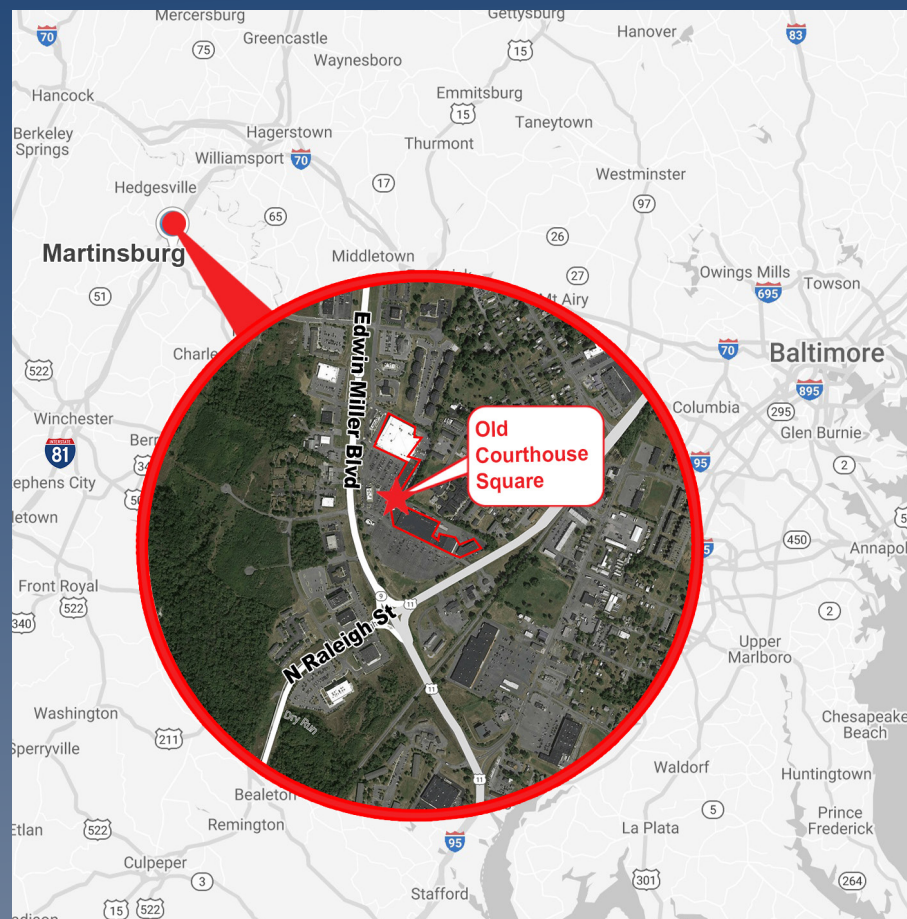 Mercersburg
Gettysburg
70
75
Greencastle
15
Hanover
83
Waynesboro
Hancock
Emmitsburg
15
Taneytown
Berkeley
Springs
Hagerstown
Thurmont
Williamsport
70
Westminster
Hedgesville
17
97
65
26
Martinsburg
Middletown
27
Owings Mills
695
Towson
51
Mt Airy
70
Baltimore
Charle
522
895
Columbia
295
Glen Burnie
Winchester
81
INTERSTATE
Edwin Miller Blvd
Old
Courthouse
Square
95
2
ephens City
letown
450
Annapol
Front Royal
522
340
9
11
2
N Raleigh St
Upper
Marlboro
11
Washington
Dry Run
211
Chesapeake
Beach
Sperryville
11
Waldorf
Huntingtown
Bealeton
Remington
5
Prince
Frederick
Etlan
522
95
La Plata
Culpeper
3
301
264
Stafford
15
522
adison